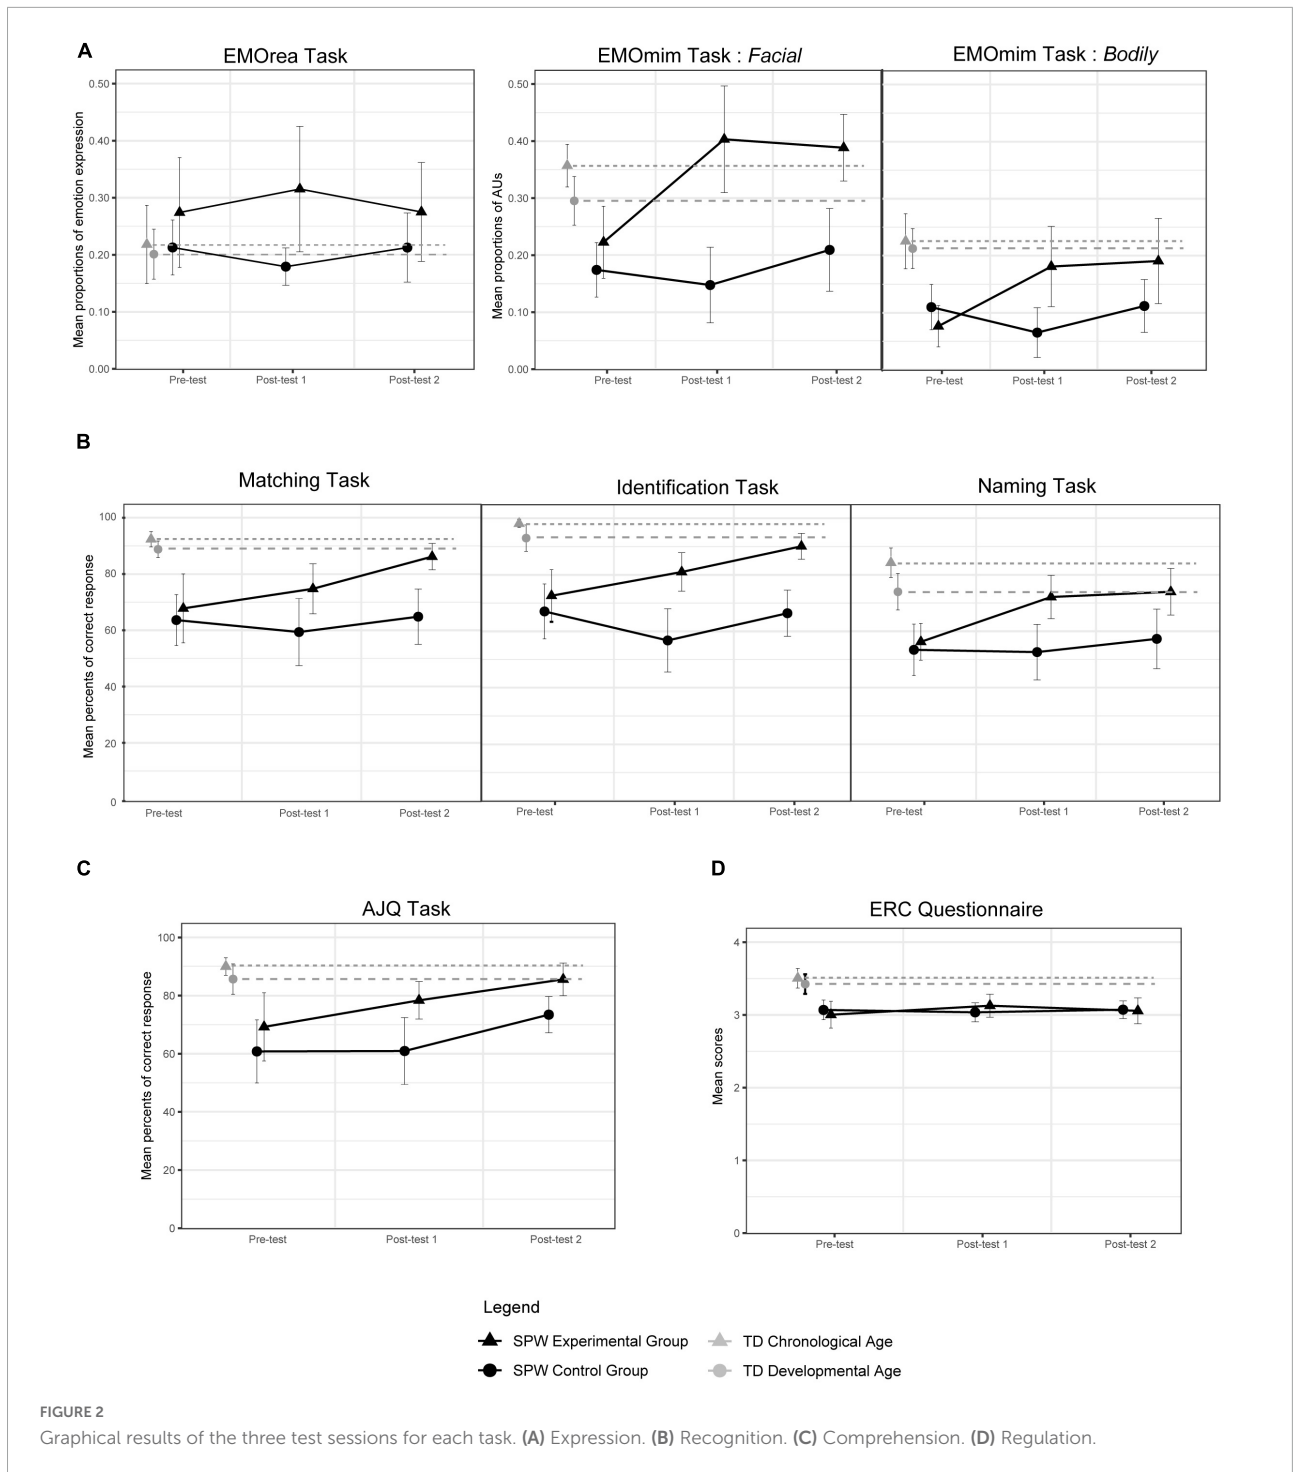 A
EMOrea Task
EMOmim Task : Facial
EMOmim Task : Bodily
Mean proportions of emotion expression
0.50
0.40
0.30
0.20
0.10
0.00
Pre-test
Post-test 1
Post-test 2
Mean proportions of AUs
0.50
0.40
0.30
0.20
0.10
0.00
Pre-test
Post-test 1
Post-test 2
Pre-test
Post-test 1
Post-test 2
B
Matching Task
Identification Task
Naming Task
Mean percents of correct response
100
80
60
40
20
0
Pre-test
Post-test 1
Post-test 2
Pre-test
Post-test 1
Post-test 2
Pre-test
Post-test 1
Post-test 2
C
AJQ Task
Mean percents of correct response
100
80
60
40
20
0
Pre-test
Post-test 1
Post-test 2
D
ERC Questionnaire
Mean scores
4
3
2
1
0
Pre-test
Post-test 1
Post-test 2
Legend
SPW Experimental Group
TD Chronological Age
SPW Control Group
TD Developmental Age
FIGURE 2
Graphical results of the three test sessions for each task. (A) Expression. (B) Recognition. (C) Comprehension. (D) Regulation.